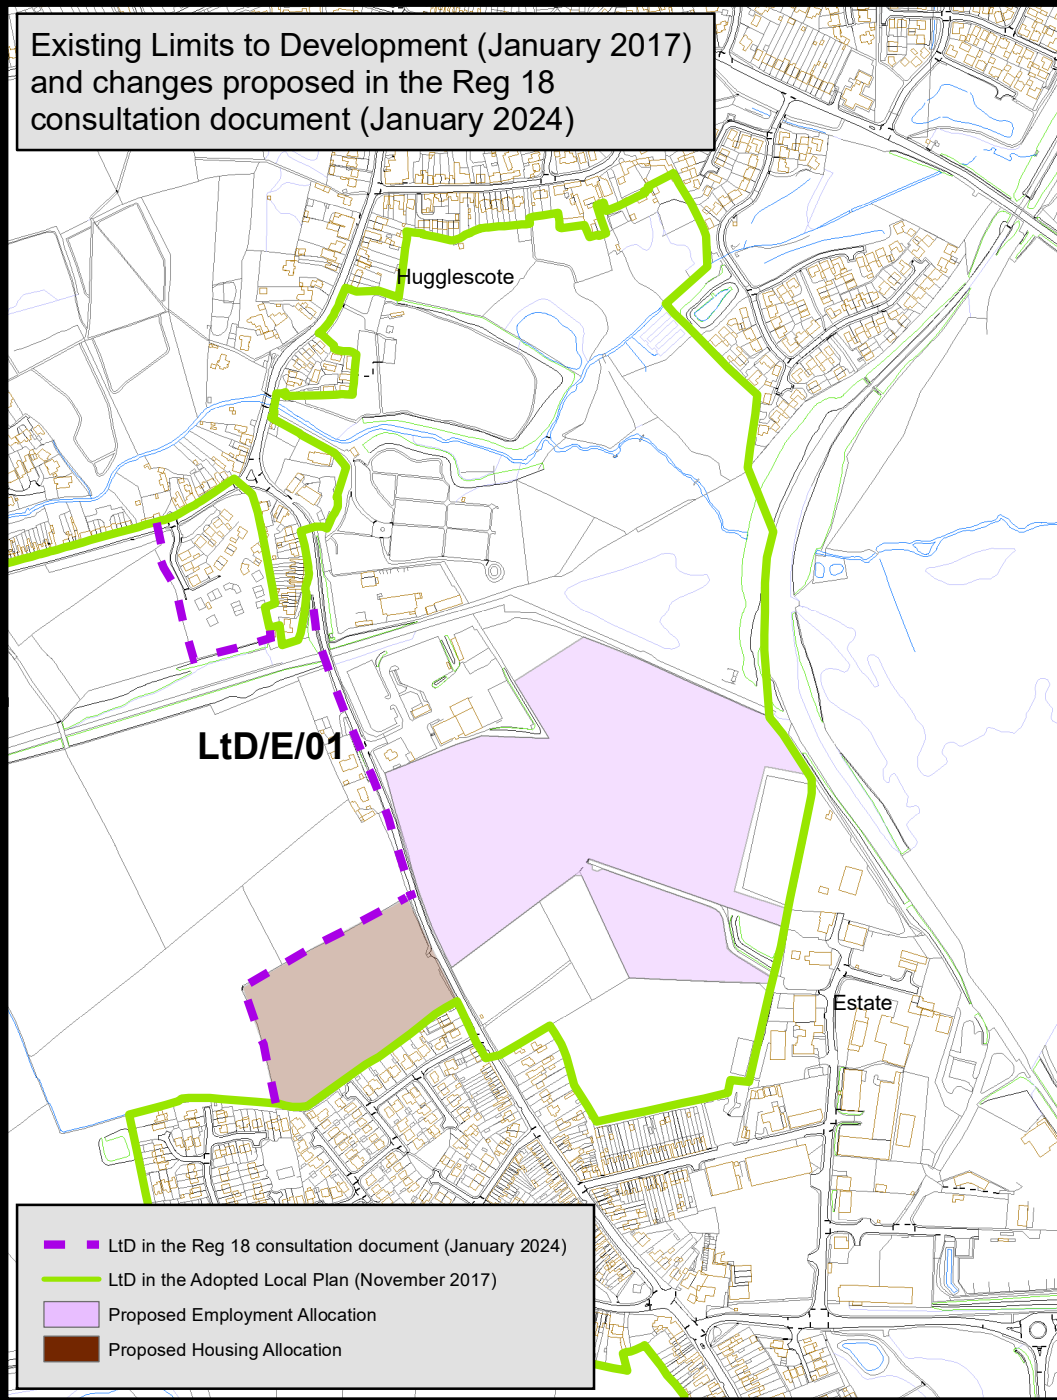 Existing Limits to Development (January 2017)
and changes proposed in the Reg 18
consultation document (January 2024)
Hugglescote
LtD/E/01
Estate
LtD in the Reg 18 consultation document (January 2024)
LtD in the Adopted Local Plan (November 2017)
Proposed Employment Allocation
Proposed Housing Allocation